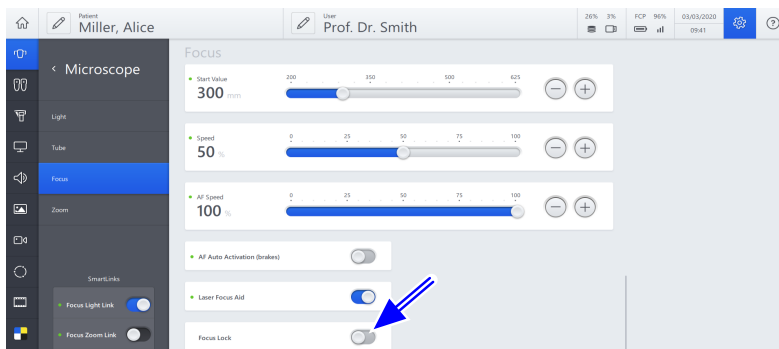 Patient
Miller, Alice
User
Prof. Dr. Smith
26% 3%
FCP 96%
03/03/2020
09:41
?
Microscope
Light
Tube
Focus
Zoom
SmartLinks
Focus Light Link
Focus Zoom Link
Focus
Start Value
300 mm
200 350 500 625
Speed
50 %
0 25 50 75 100
AF Speed
100 %
0 25 50 75 100
AF Auto Activation (brakes)
Laser Focus Aid
Focus Lock